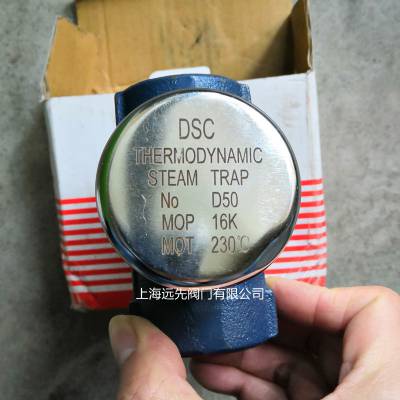 DSC
THERMODYNAMIC
STEAM TRAP
No D50
MOP 16K
MOT 230℃
上海远先阀门有限公司